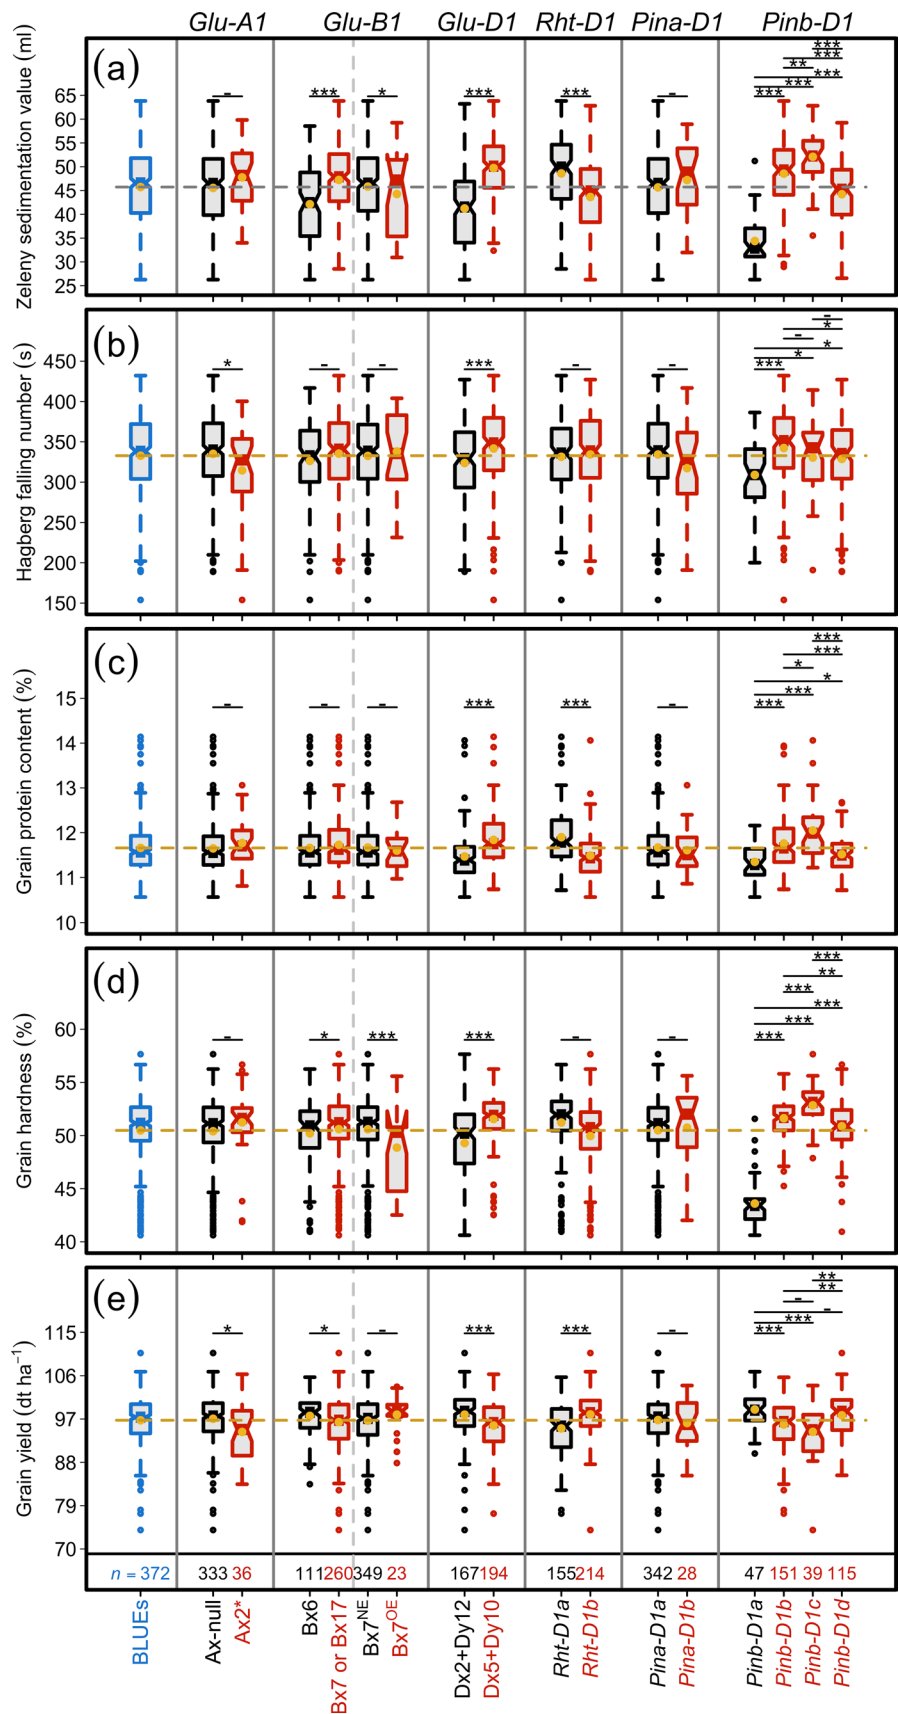 Glu-A1 Glu-B1 Glu-D1 Rht-D1 Pina-D1 Pinb-D1
(a)
Zeleny sedimentation value (ml)
65
60
55
50
45
40
35
30
25
- *** * *** *** - *** *** *** ** *** ***
(b)
Hagberg falling number (s)
450
400
350
300
250
200
150
* - - *** - - *** * * - * -
(c)
Grain protein content (%)
15
14
13
12
11
10
- - - *** *** - *** *** * * *** ***
(d)
Grain hardness (%)
60
55
50
45
40
- * *** *** - - *** *** *** *** ** ***
(e)
Grain yield (dt ha⁻¹)
115
106
97
88
79
70
* * - *** *** - *** *** - - ** **
n = 372 333 36 111 260 349 23 167 194 155 214 342 28 47 151 39 115
BLUEs
Ax-null
Ax2*
Bx6
Bx7 or Bx17
Bx7ᴺᴱ
Bx7ᴼᴱ
Dx2+Dy12
Dx5+Dy10
Rht-D1a
Rht-D1b
Pina-D1a
Pina-D1b
Pinb-D1a
Pinb-D1b
Pinb-D1c
Pinb-D1d